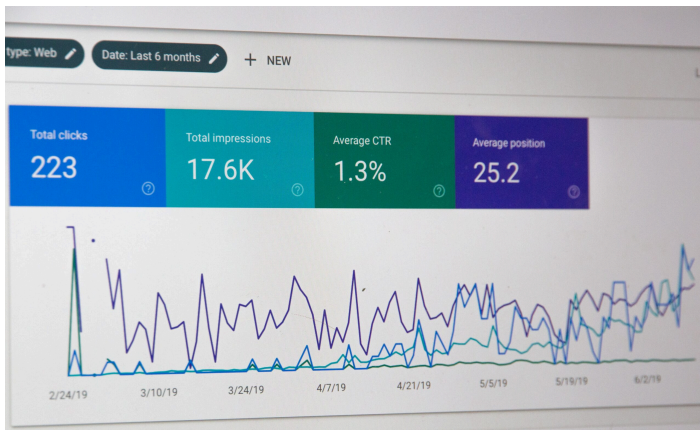 type: Web
Date: Last 6 months
+ NEW
Total clicks
223
Total impressions
17.6K
Average CTR
1.3%
Average position
25.2
2/24/19
3/10/19
3/24/19
4/7/19
4/21/19
5/5/19
5/19/19
6/2/19